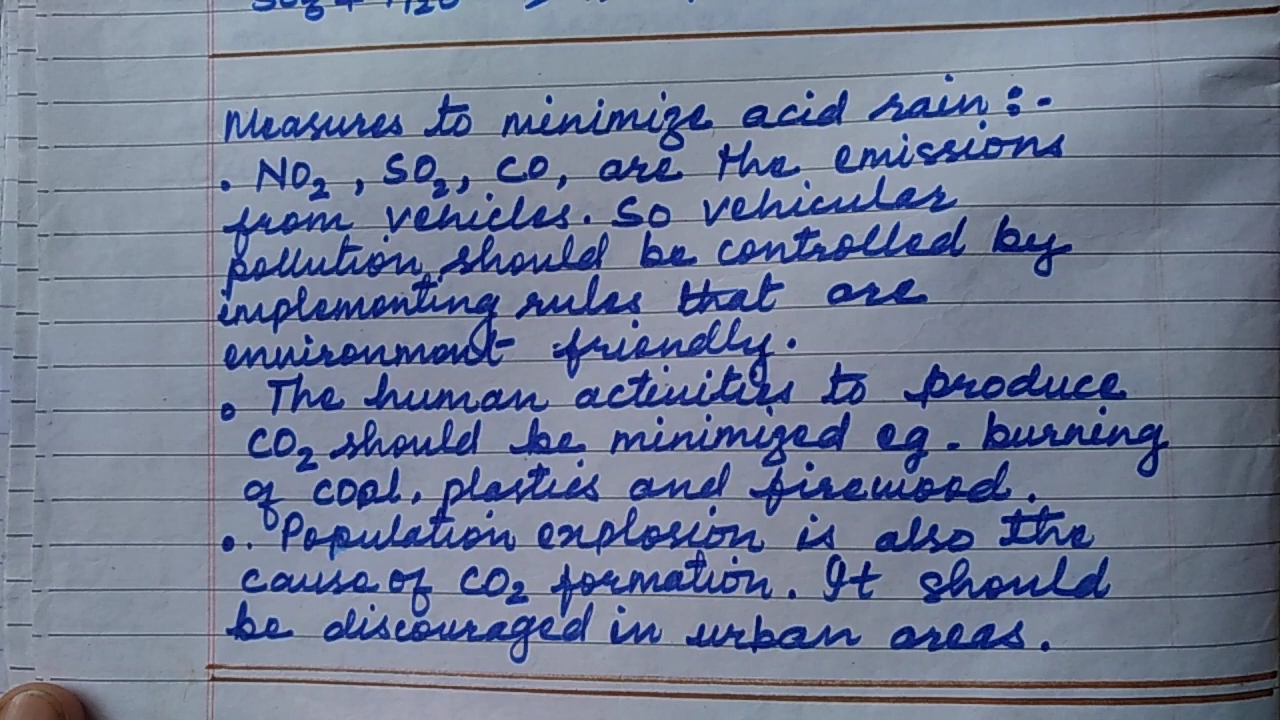 Measures to minimize acid rain :-
. NO2, SO2, CO, are the emissions
from vehicles. So vehicular
pollution should be controlled by
implementing rules that are
environment friendly.
• The human activities to produce
CO2 should be minimized eg. burning
of coal, plastics and firewood.
•. Population explosion is also the
cause of CO2 formation. It should
be discouraged in urban areas.